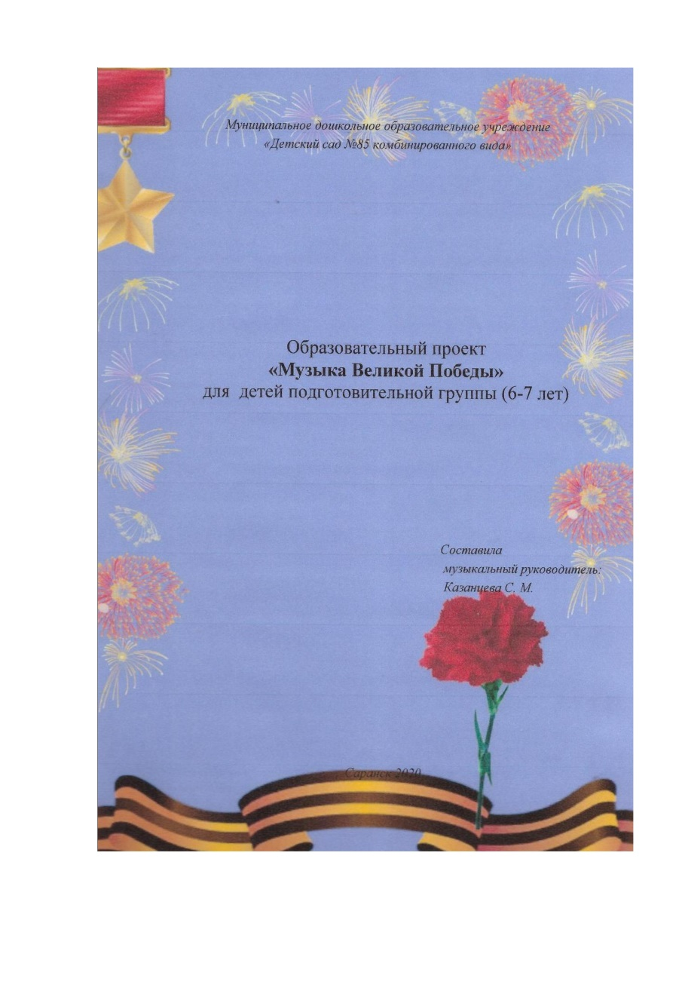 Муниципальное дошкольное образовательное учреждение
«Детский сад №85 комбинированного вида»
Образовательный проект
«Музыка Великой Победы»
для детей подготовительной группы (6-7 лет)
Составила
музыкальный руководитель:
Казанцева С. М.
Саранск 2020